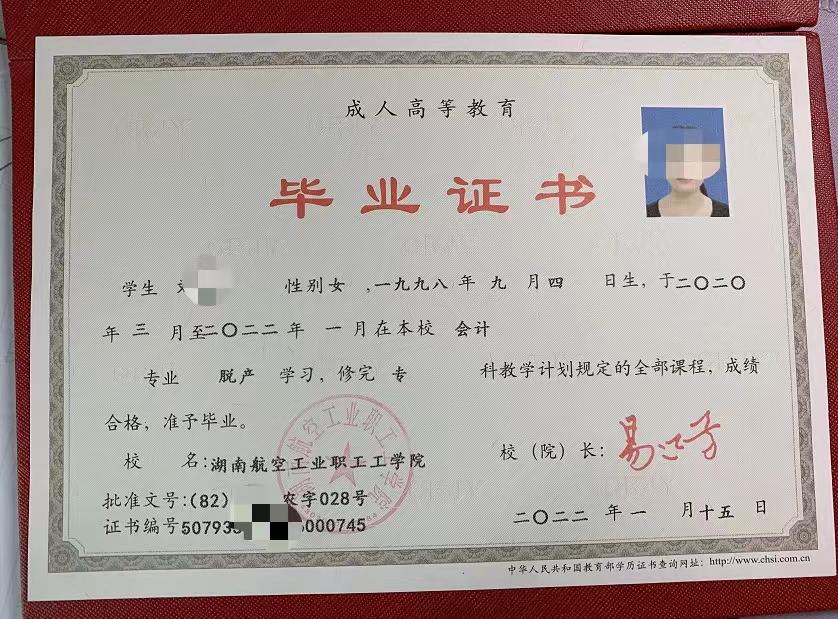 成人高等教育
毕业证书
学生 性别女 ,一九九八年 九 月四 日生，于二〇二〇
年 三 月至二〇二二年 一月在本校 会计
专业 脱产 学习，修完 专 科教学计划规定的全部课程，成绩
合格，准予毕业。
校 名：湖南航空工业职工工学院
校（院）长：易江芳
批准文号：(82) 农字028号
证书编号50793 000745
二〇二二 年 一 月十五 日
中华人民共和国教育部学历证书查询网址：http://www.chsi.com.cn